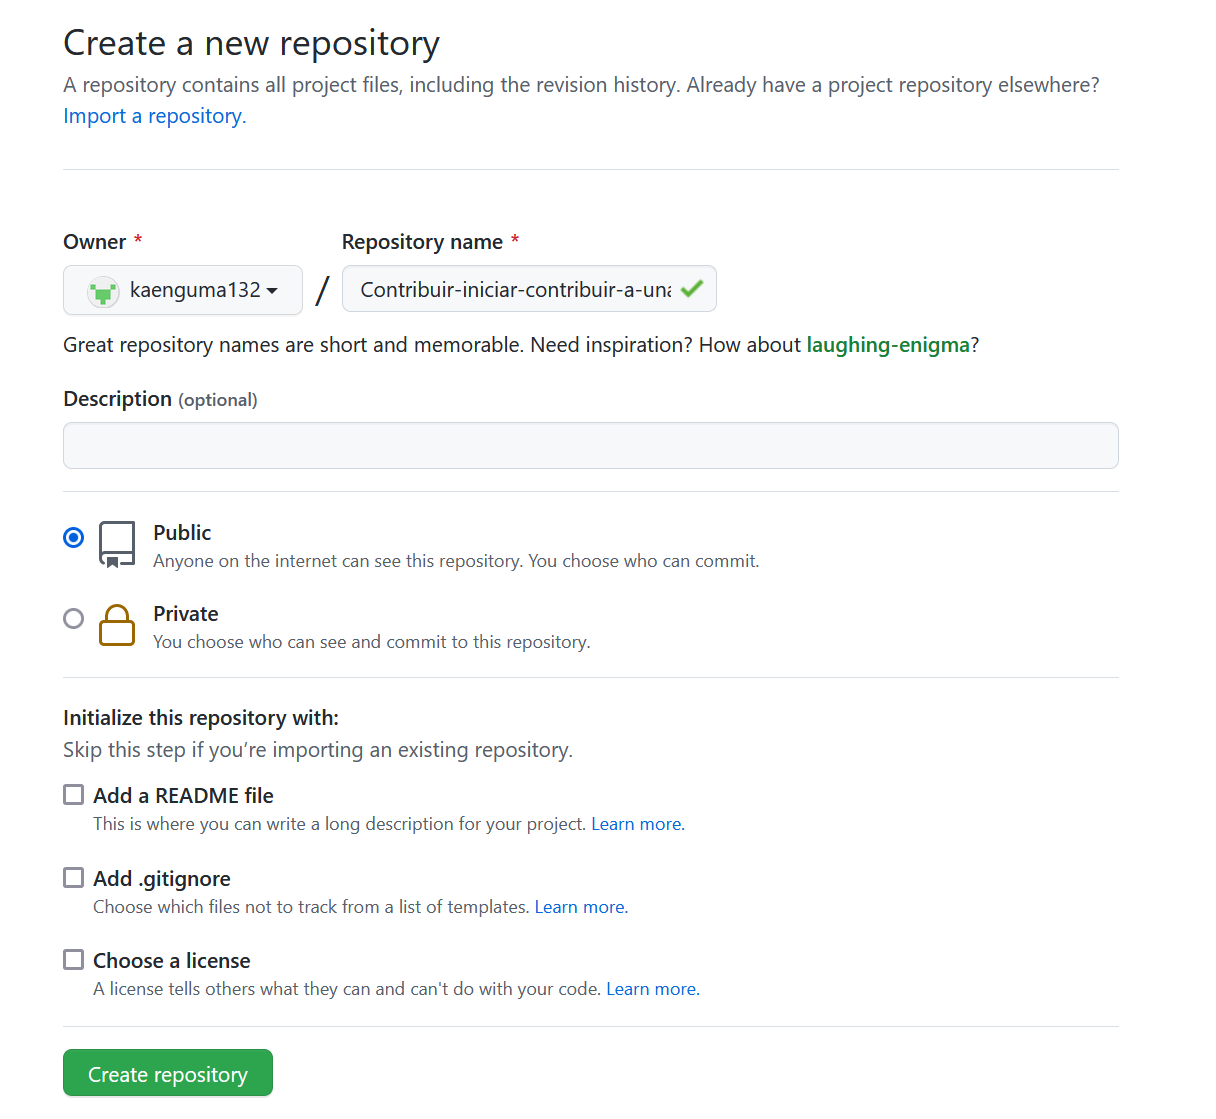 Create a new repository
A repository contains all project files, including the revision history. Already have a project repository elsewhere?
Import a repository.
Owner * Repository name *
kaenguma132 / Contribuir-iniciar-contribuir-a-una
Great repository names are short and memorable. Need inspiration? How about laughing-enigma?
Description (optional)
Public
Anyone on the internet can see this repository. You choose who can commit.
Private
You choose who can see and commit to this repository.
Initialize this repository with:
Skip this step if you’re importing an existing repository.
Add a README file
This is where you can write a long description for your project. Learn more.
Add .gitignore
Choose which files not to track from a list of templates. Learn more.
Choose a license
A license tells others what they can and can't do with your code. Learn more.
Create repository